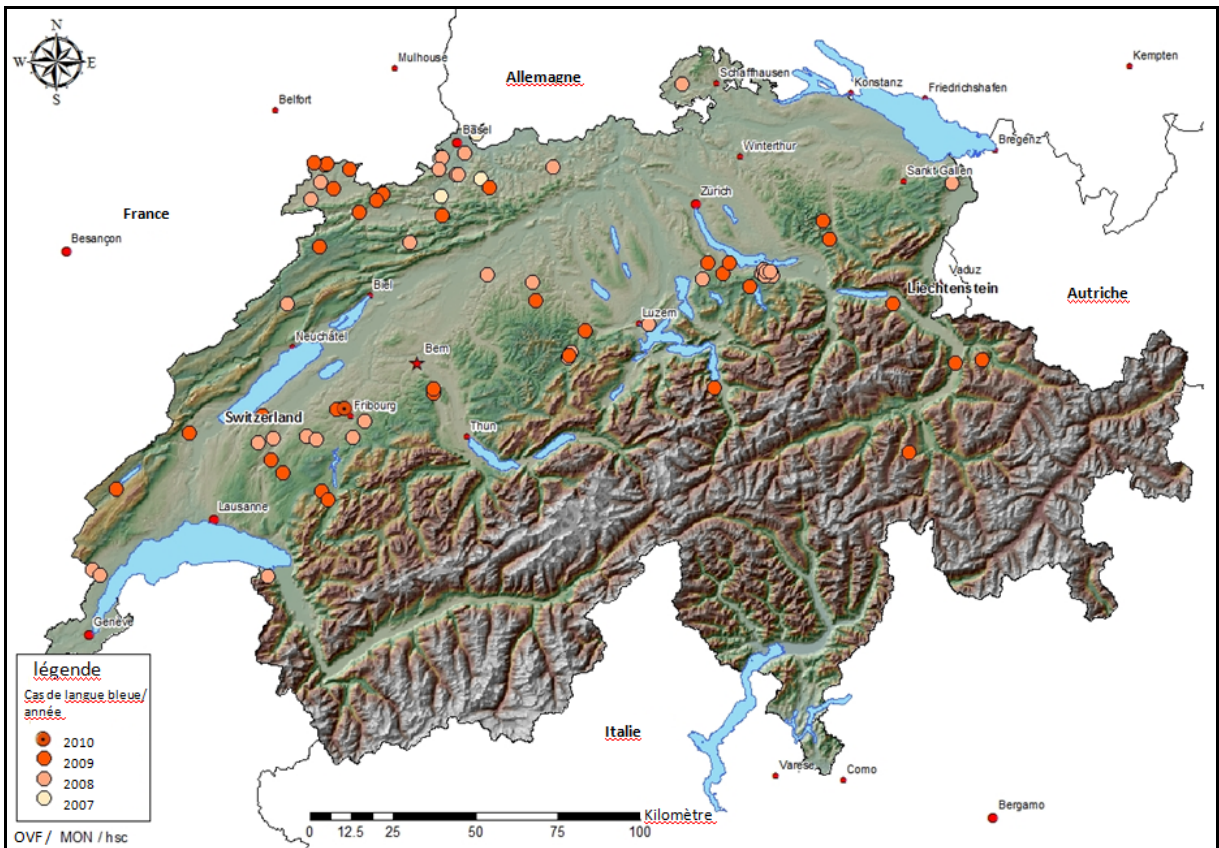 N
W E
S
Mulhouse
Allemagne
Schaffhausen
Konstanz
Friedrichshafen
Kempten
Belfort
Basel
Winterthur
Bregenz
Sankt Gallen
Zürich
France
Besançon
Biel
Vaduz
Liechtenstein
Autriche
Luzern
Neuchâtel
Bern
Fribourg
Switzerland
Thun
Lausanne
Genève
légende
Cas de langue bleue/
année
2010
2009
2008
2007
OVF / MON / hsc
Italie
Varese
Como
Bergamo
Kilomètre
0 12.5 25 50 75 100